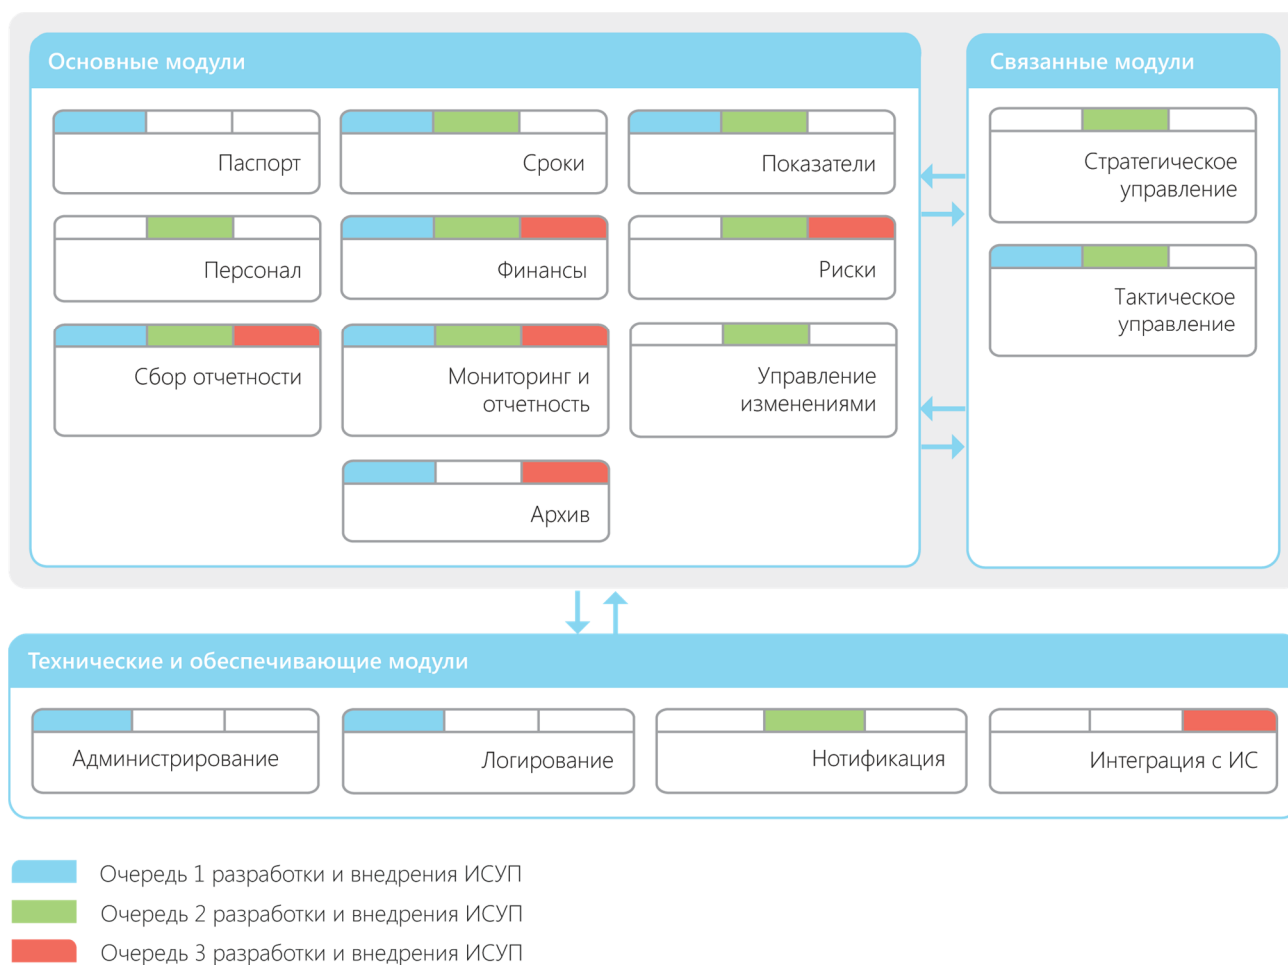 Основные модули
Связанные модули
Паспорт
Сроки
Показатели
Стратегическое
управление
Персонал
Финансы
Риски
Тактическое
управление
Сбор отчетности
Мониторинг и
отчетность
Управление
изменениями
Архив
Технические и обеспечивающие модули
Администрирование
Логирование
Нотификация
Интеграция с ИС
Очередь 1 разработки и внедрения ИСУП
Очередь 2 разработки и внедрения ИСУП
Очередь 3 разработки и внедрения ИСУП